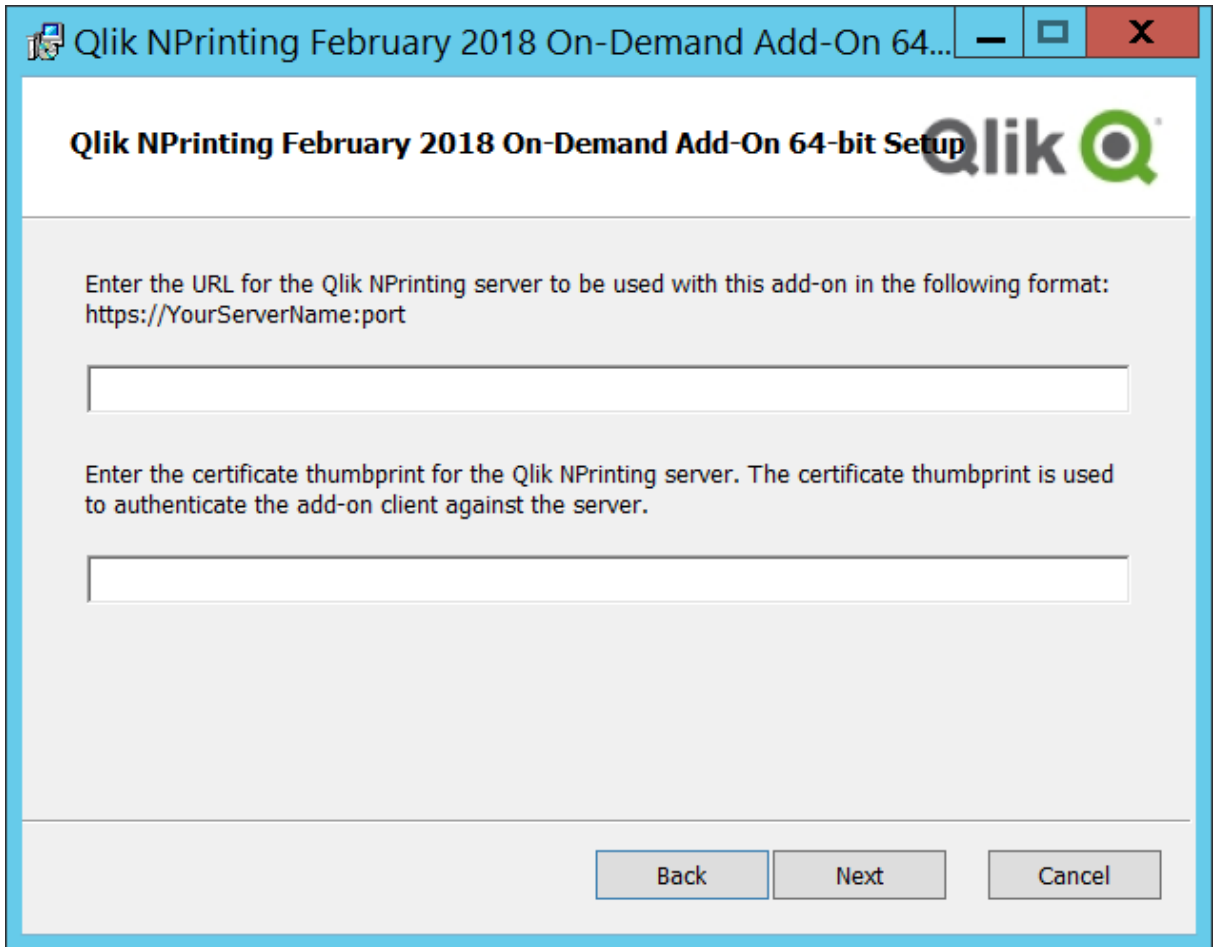 Qlik NPrinting February 2018 On-Demand Add-On 64...
Qlik NPrinting February 2018 On-Demand Add-On 64-bit Setup
Qlik
Enter the URL for the Qlik NPrinting server to be used with this add-on in the following format:
https://YourServerName:port
Enter the certificate thumbprint for the Qlik NPrinting server. The certificate thumbprint is used
to authenticate the add-on client against the server.
Back
Next
Cancel